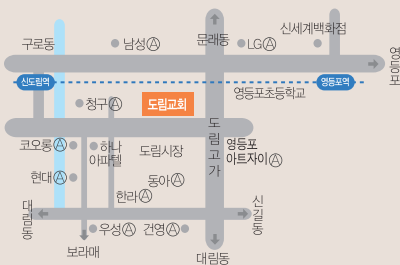 구로동
남성Ⓐ
문래동
LGⒶ
신세계백화점
영등포
신도림역
영등포역
영등포초등학교
청구Ⓐ
도림교회
도림고가
코오롱Ⓐ
하나
아파텔
도림시장
영등포
아트자이Ⓐ
현대Ⓐ
동아Ⓐ
한라Ⓐ
대림동
신길동
우성Ⓐ
건영Ⓐ
보라매
대림동